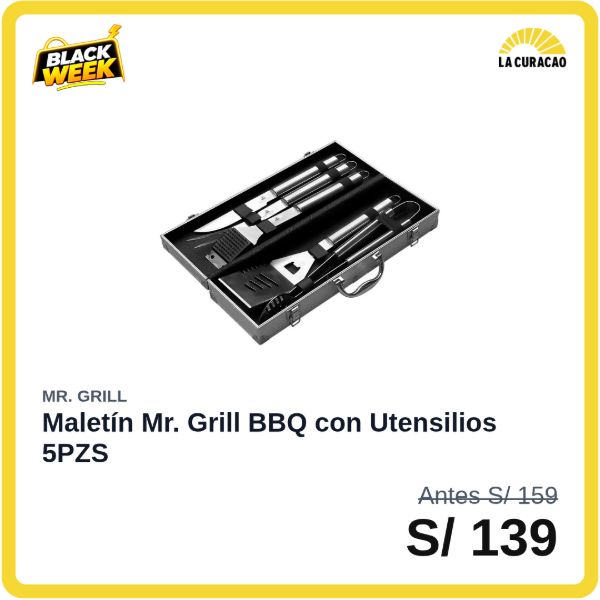 BLACK
WEEK
LA CURACAO
MR. GRILL
Maletín Mr. Grill BBQ con Utensilios
5PZS
Antes S/ 159
S/ 139